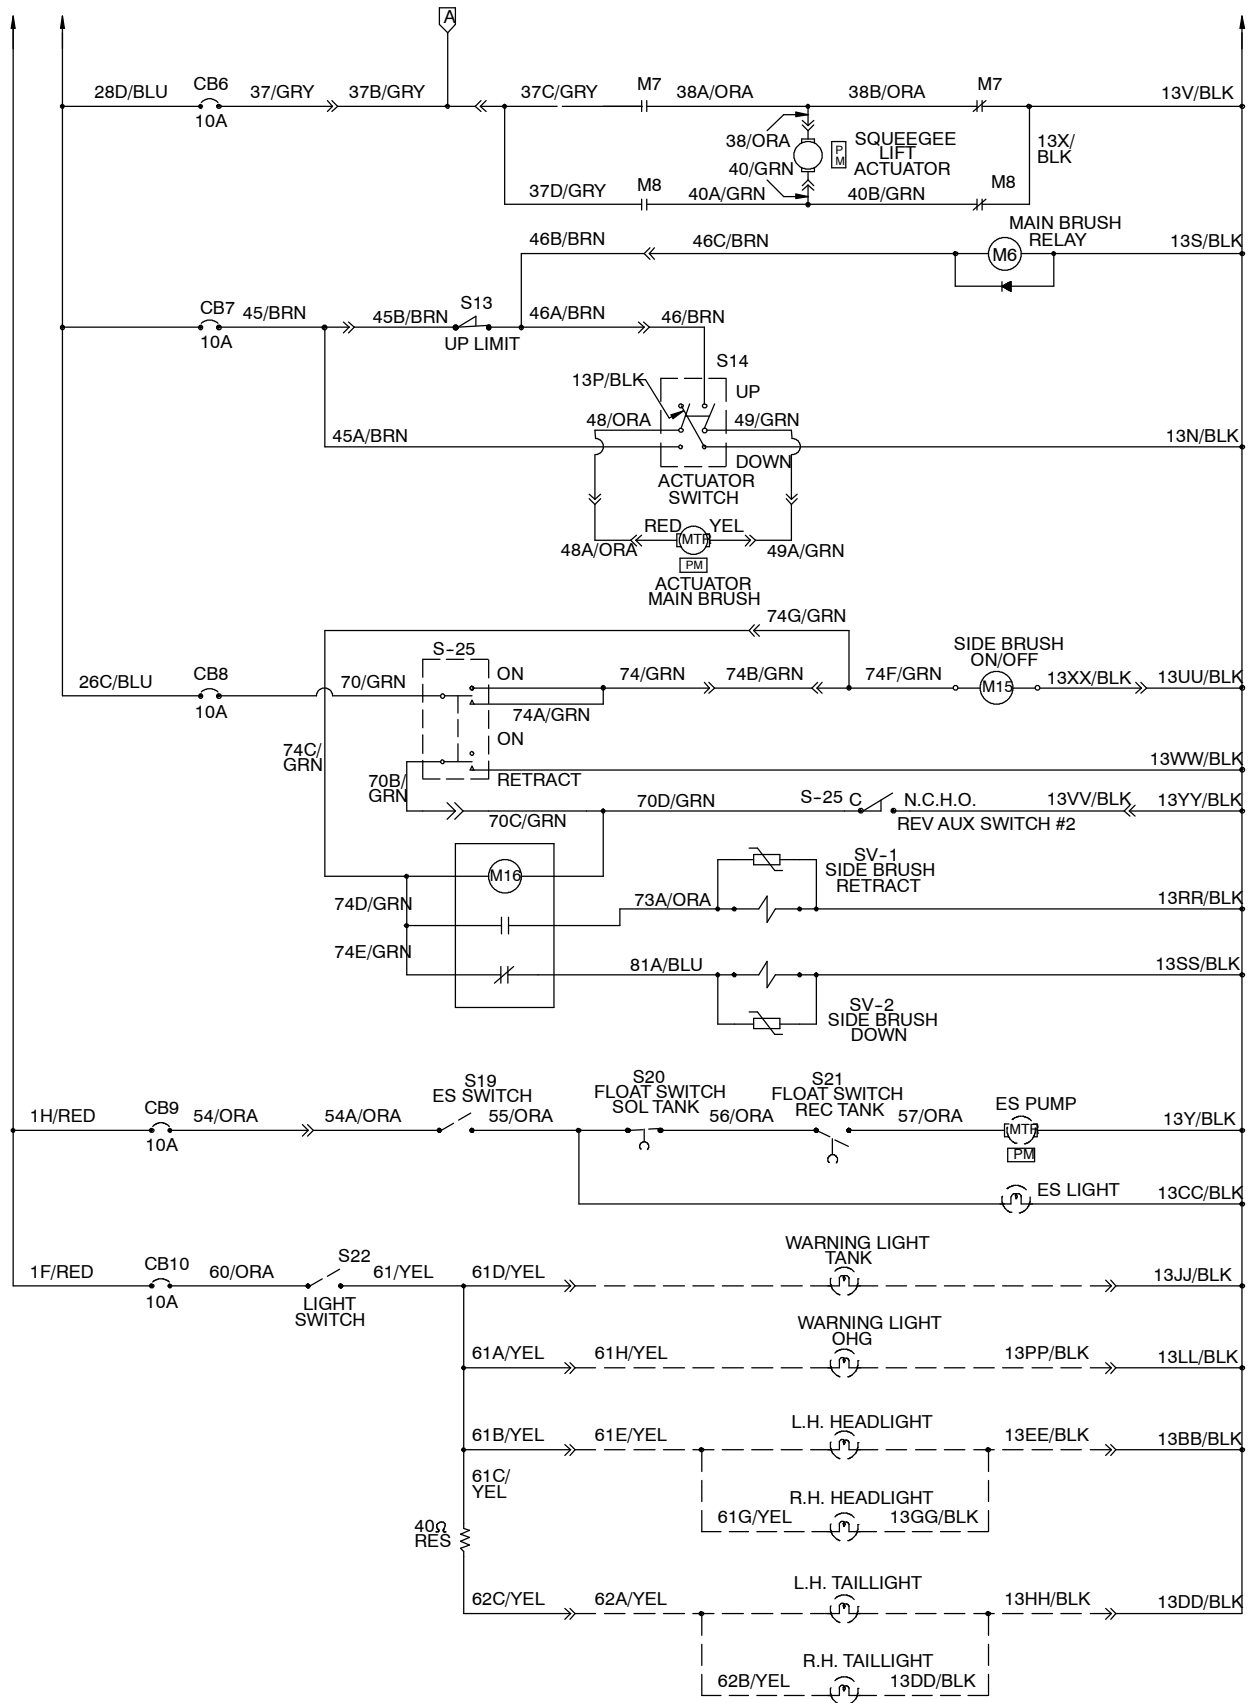 A
28D/BLU
CB6
10A
37/GRY
37B/GRY
37C/GRY
M7
38A/ORA
38B/ORA
M7
13V/BLK
38/ORA
40/GRN
P
M
SQUEEGEE
LIFT
ACTUATOR
13X/
BLK
37D/GRY
M8
40A/GRN
40B/GRN
M8
46B/BRN
46C/BRN
MAIN BRUSH
RELAY
M6
13S/BLK
CB7
10A
45/BRN
45B/BRN
S13
UP LIMIT
46A/BRN
46/BRN
S14
13P/BLK
UP
48/ORA
49/GRN
45A/BRN
13N/BLK
DOWN
ACTUATOR
SWITCH
RED
YEL
48A/ORA
MTR
49A/GRN
PM
ACTUATOR
MAIN BRUSH
74G/GRN
S-25
SIDE BRUSH
ON/OFF
26C/BLU
CB8
10A
70/GRN
ON
74/GRN
74B/GRN
74F/GRN
M15
13XX/BLK
13UU/BLK
74A/GRN
ON
74C/
GRN
13WW/BLK
70B/
GRN
RETRACT
70C/GRN
70D/GRN
S-25
C
N.C.H.O.
13VV/BLK
13YY/BLK
REV AUX SWITCH #2
M16
SV-1
SIDE BRUSH
RETRACT
74D/GRN
73A/ORA
13RR/BLK
74E/GRN
81A/BLU
13SS/BLK
SV-2
SIDE BRUSH
DOWN
1H/RED
CB9
10A
54/ORA
54A/ORA
S19
ES SWITCH
55/ORA
S20
FLOAT SWITCH
SOL TANK
56/ORA
S21
FLOAT SWITCH
REC TANK
57/ORA
ES PUMP
MTR
PM
13Y/BLK
ES LIGHT
13CC/BLK
1F/RED
CB10
10A
60/ORA
S22
LIGHT
SWITCH
61/YEL
61D/YEL
WARNING LIGHT
TANK
13JJ/BLK
61A/YEL
61H/YEL
WARNING LIGHT
OHG
13PP/BLK
13LL/BLK
61B/YEL
61E/YEL
L.H. HEADLIGHT
13EE/BLK
13BB/BLK
61C/
YEL
61G/YEL
R.H. HEADLIGHT
13GG/BLK
40Ω
RES
62C/YEL
62A/YEL
L.H. TAILLIGHT
13HH/BLK
13DD/BLK
62B/YEL
R.H. TAILLIGHT
13DD/BLK